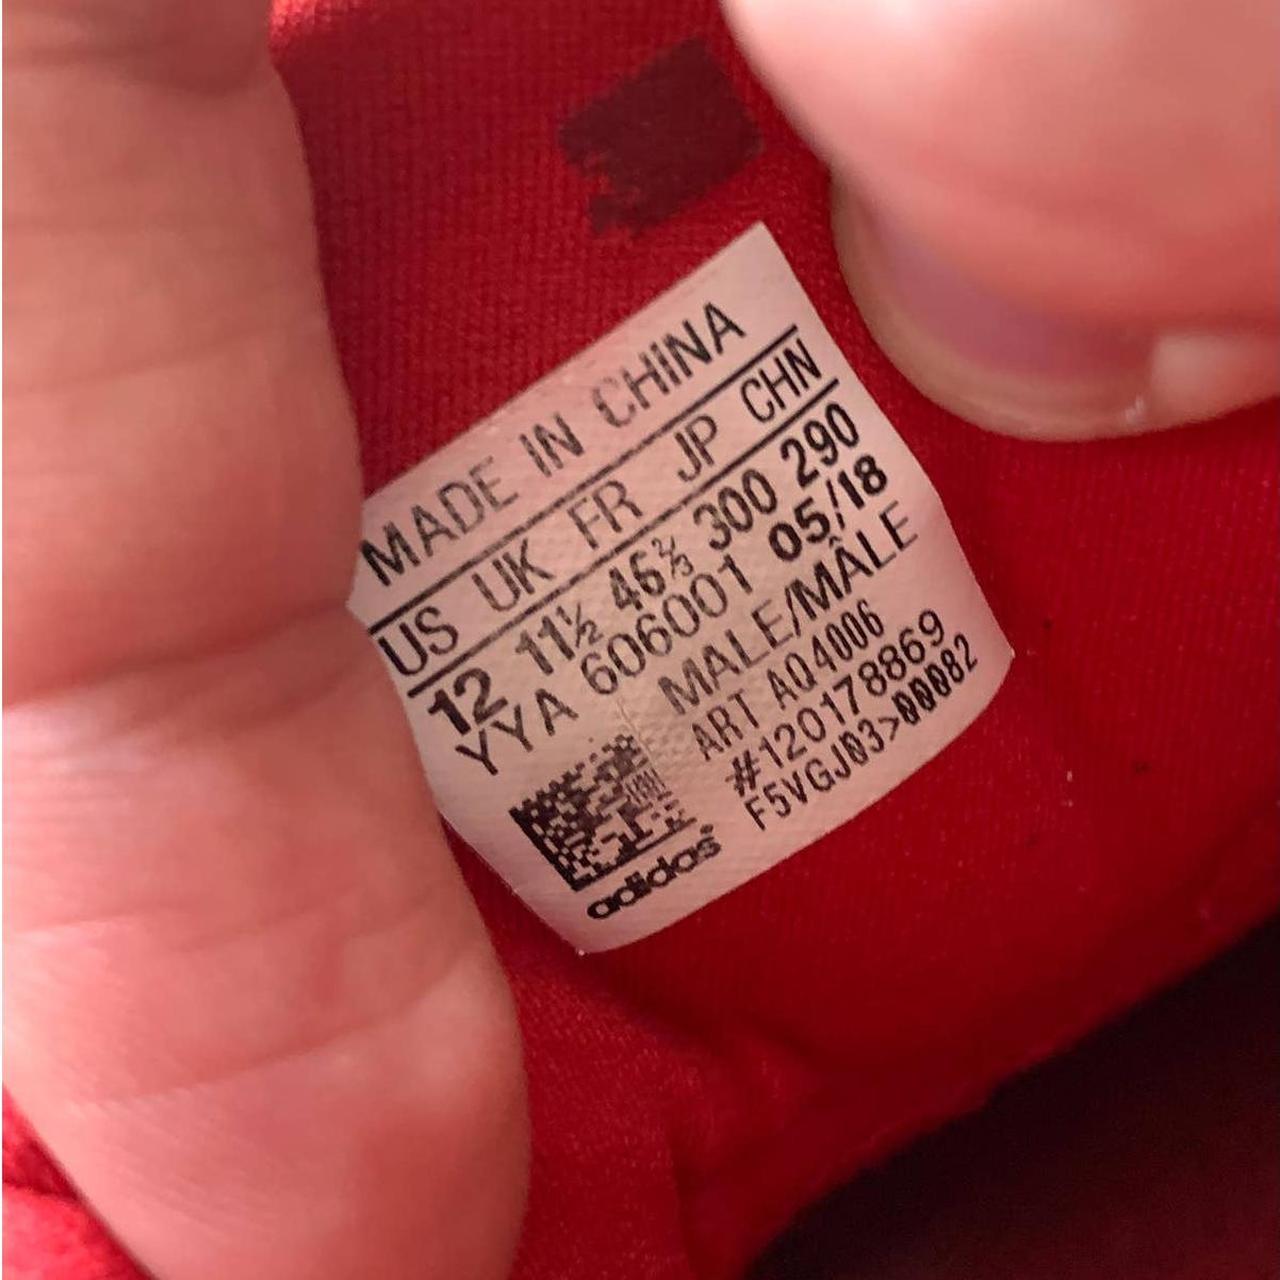 MADE IN CHINA
US UK FR JP CHN
12 11½ 46⅔ 300 290
YYA 606001 05/18
MALE/MÂLE
ART AQ4006
#120178869
F5VGJ03>00082
adidas